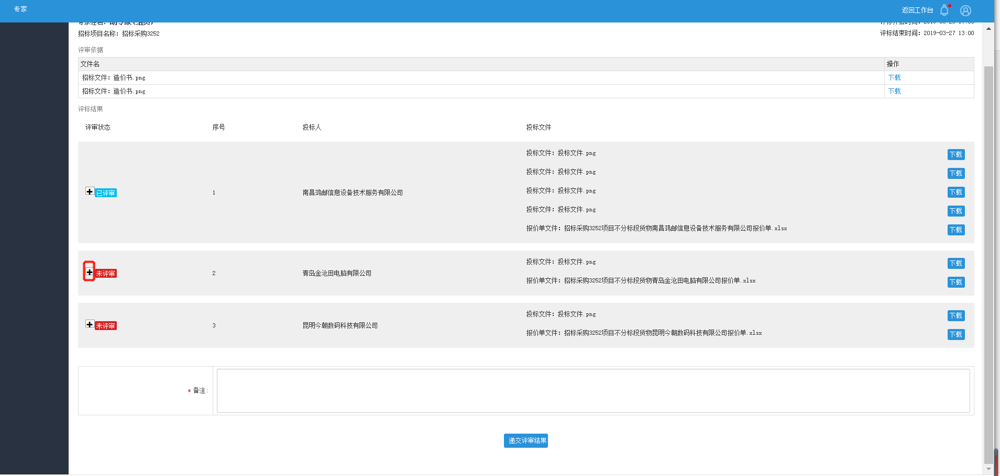 专家
返回工作台
招标项目名称：招标采购3252
评标结束时间：2019-03-27 13:00
评审依据
文件名 操作
招标文件：造价书.png 下载
招标文件：造价书.png 下载
评标结果
评审状态 序号 投标人 投标文件
投标文件：投标文件.png 下载
投标文件：投标文件.png 下载
投标文件：投标文件.png 下载
已评审 1 南昌鸿邮信息设备技术服务有限公司
投标文件：投标文件.png 下载
报价单文件：招标采购3252项目不分标段货物南昌鸿邮信息设备技术服务有限公司报价单.xlsx 下载
投标文件：投标文件.png 下载
未评审 2 青岛金沧田电脑有限公司
报价单文件：招标采购3252项目不分标段货物青岛金沧田电脑有限公司报价单.xlsx 下载
投标文件：投标文件.png 下载
未评审 3 昆明今朝数码科技有限公司
报价单文件：招标采购3252项目不分标段货物昆明今朝数码科技有限公司报价单.xlsx 下载
* 备注：
递交评审结果